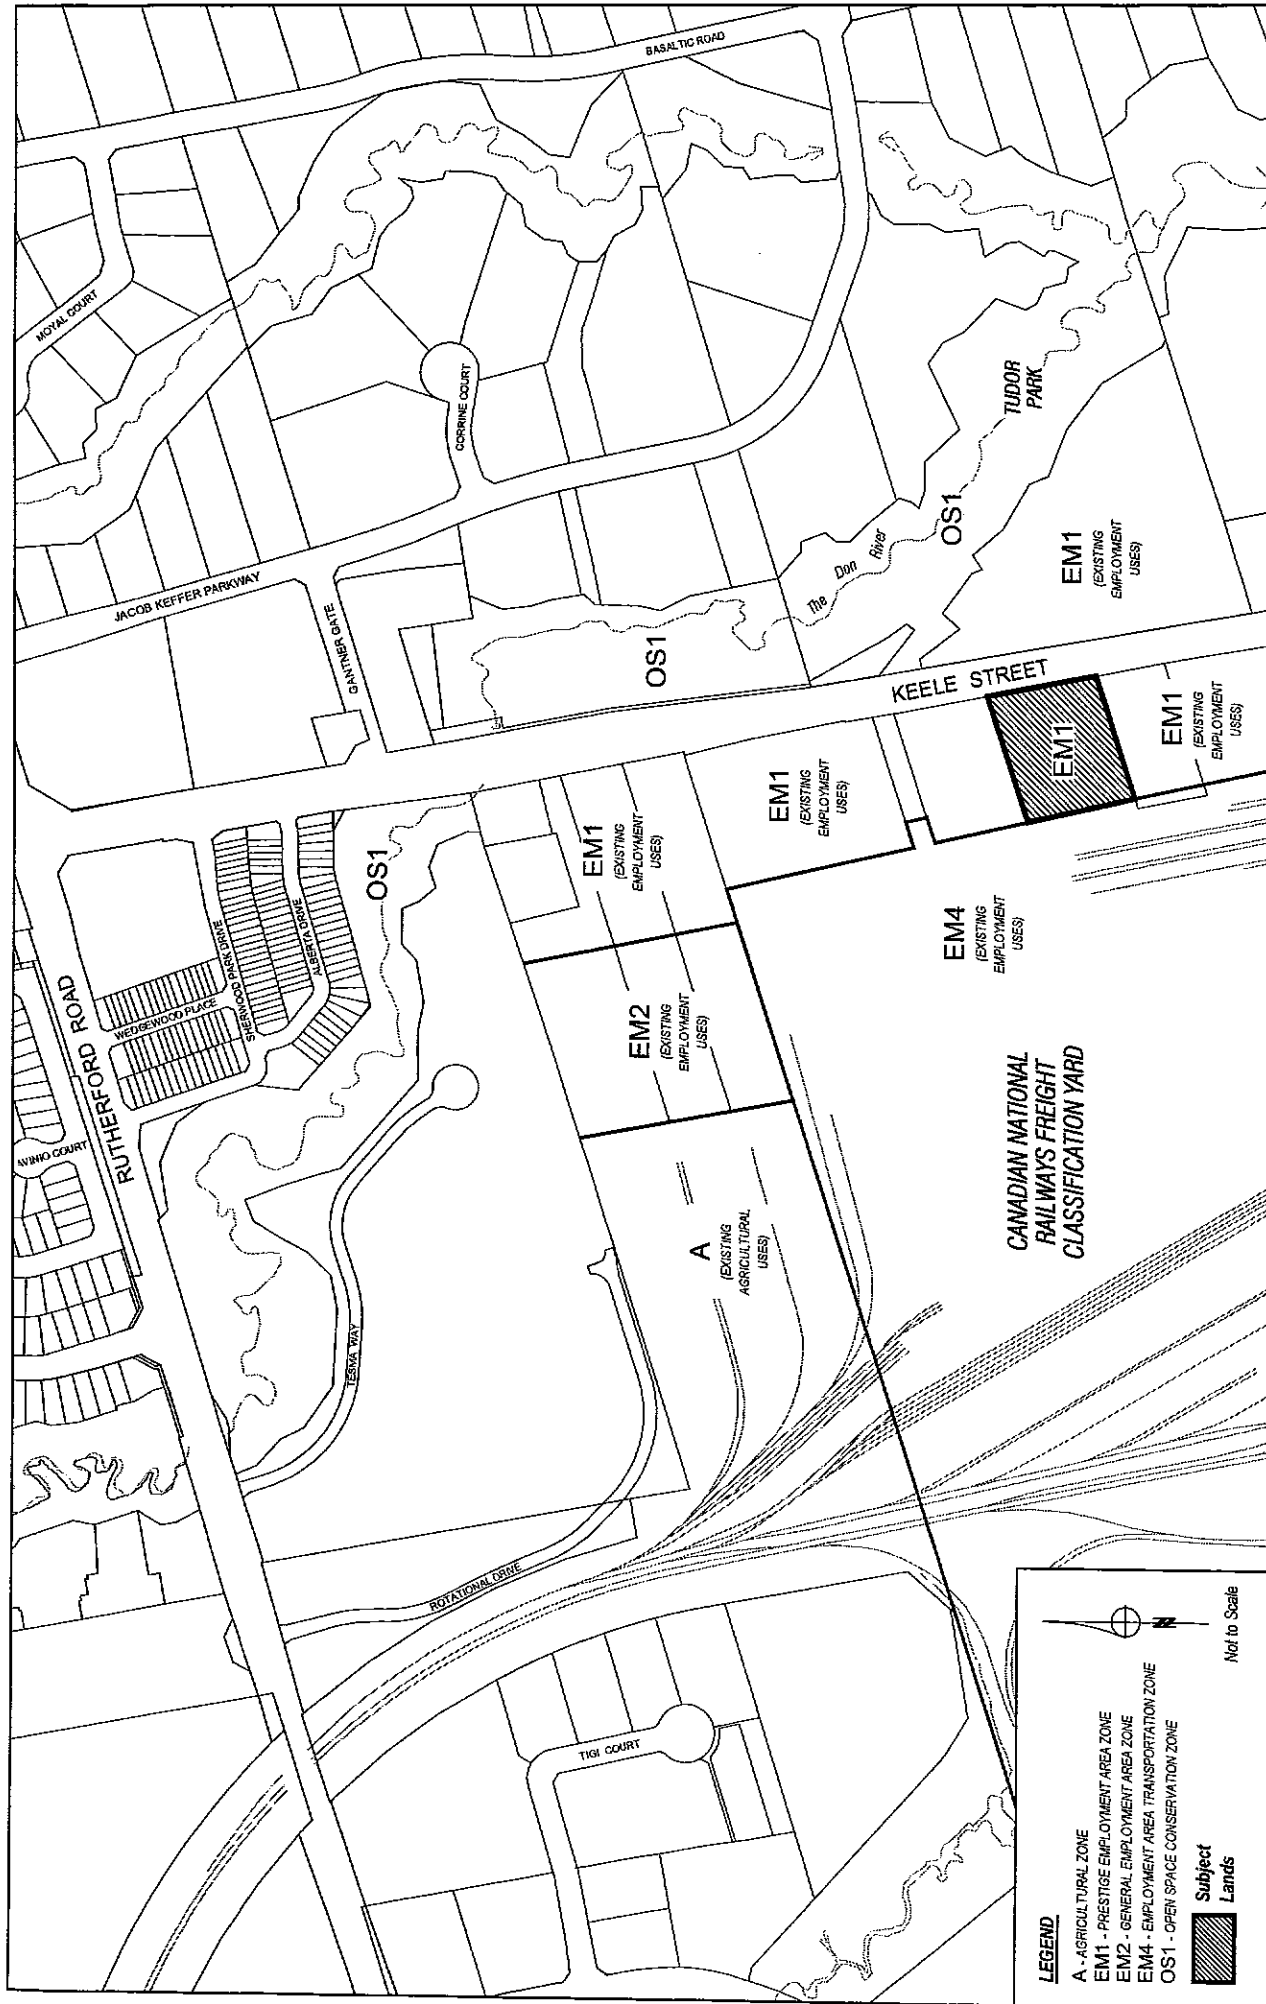 BASALTIC ROAD
MOYAL COURT
CORRINE COURT
JACOB KEFFER PARKWAY
GANTNER GATE
TUDOR
PARK
The Don River
OS1
OS1
OS1
KEELE STREET
EM1
(EXISTING
EMPLOYMENT
USES)
EM1
EM1
(EXISTING
EMPLOYMENT
USES)
EM1
(EXISTING
EMPLOYMENT
USES)
EM1
(EXISTING
EMPLOYMENT
USES)
EM2
(EXISTING
EMPLOYMENT
USES)
EM4
(EXISTING
EMPLOYMENT
USES)
A
(EXISTING
AGRICULTURAL
USES)
CANADIAN NATIONAL
RAILWAYS FREIGHT
CLASSIFICATION YARD
RUTHERFORD ROAD
WEDGEWOOD PLACE
SHERWOOD PARK DRIVE
ALBERTA DRIVE
COURT
TESMA WAY
ROTATIONAL DRIVE
TIGI COURT
LEGEND
A - AGRICULTURAL ZONE
EM1 - PRESTIGE EMPLOYMENT AREA ZONE
EM2 - GENERAL EMPLOYMENT AREA ZONE
EM4 - EMPLOYMENT AREA TRANSPORTATION ZONE
OS1 - OPEN SPACE CONSERVATION ZONE
Subject
Lands
N
Not to Scale